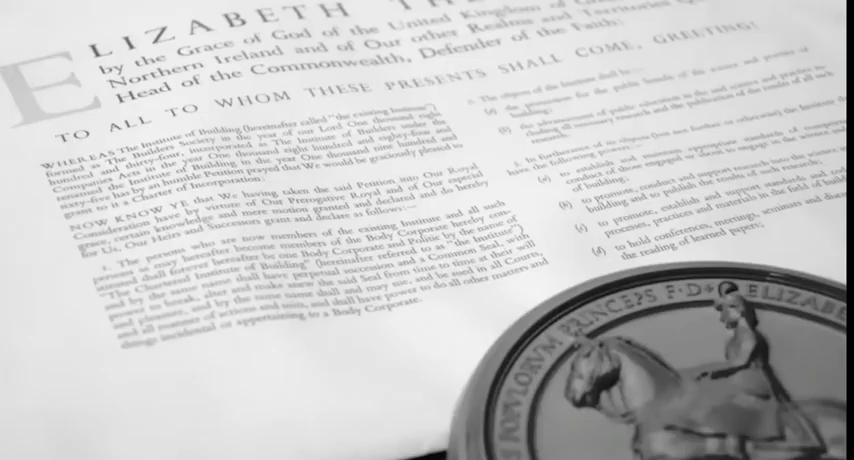 ELIZABETH TH
by the Grace of God of the United Kingdom of
Northern Ireland and of Our other Realms and Territories
Head of the Commonwealth, Defender of the Faith:
TO ALL TO WHOM THESE PRESENTS SHALL COME, GREETING!
WHEREAS The Institute of Building (hereinafter called "the existing Institute")
formed as The Builders Society in the year of our Lord One thousand eight
hundred and thirty-four, incorporated as The Institute of Builders under the
Companies Acts in the year One thousand eight hundred and eighty-four and
renamed the Institute of Building in the year One thousand nine hundred and
sixty-five has by an humble Petition prayed that We would be graciously pleased to
grant to it a Charter of Incorporation:
NOW KNOW YE that We having taken the said Petition into Our Royal
Consideration have by virtue of Our Prerogative Royal and of Our especial
grace, certain knowledge and mere motion granted and declared and do hereby
for Us, Our Heirs and Successors grant and declare as follows:—
1. The persons who are now members of the existing Institute and all such
persons as may hereafter become members of the Body Corporate hereby con-
stituted shall forever hereafter be one Body Corporate and Politic by the name of
"The Chartered Institute of Building" (hereinafter referred to as "the Institute"),
and by the same name shall have perpetual succession and a Common Seal, with
power to break, alter and make anew the said Seal from time to time at their will
and pleasure, and by the same name shall and may sue, and be sued in all Courts,
and all manner of actions and suits, and shall have power to do all other matters and
things incidental or appertaining to a Body Corporate.
2. The objects of the Institute shall be:—
(a) the promotion for the public benefit of the science and practice of
building;
(b) the advancement of public education in the said science and practice
including all necessary research and the publication of the results of all such
research.
3. In furtherance of its objects (but not further or otherwise) the Institute
have the following powers:—
(a) to establish and maintain appropriate standards of
conduct of those engaged or about to engage in the science and
of building;
(b) to promote, conduct and support research into the science
building and to publish the results of such research;
(c) to promote, establish and support standards and
processes, practices and materials in the field of
(d) to hold conferences, meetings, seminars and
the reading of learned papers;
POPVLORVM PRINCEPS F·D+ ELIZABE